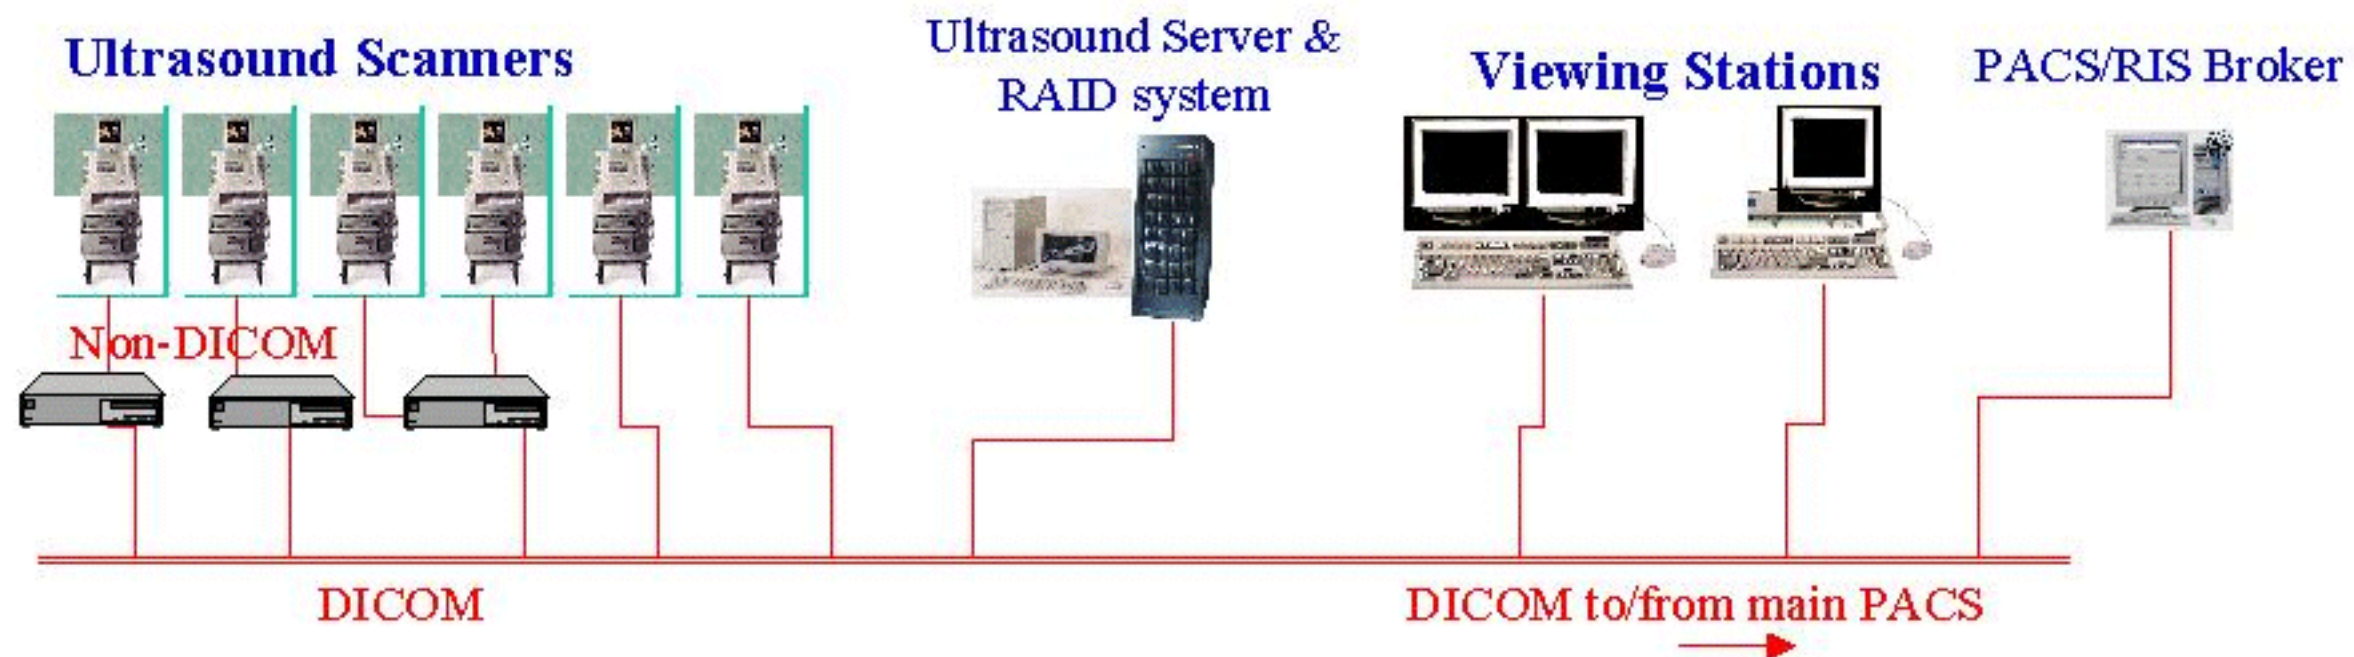 Ultrasound Scanners
Ultrasound Server &
RAID system
Viewing Stations
PACS/RIS Broker
Non-DICOM
DICOM
DICOM to/from main PACS